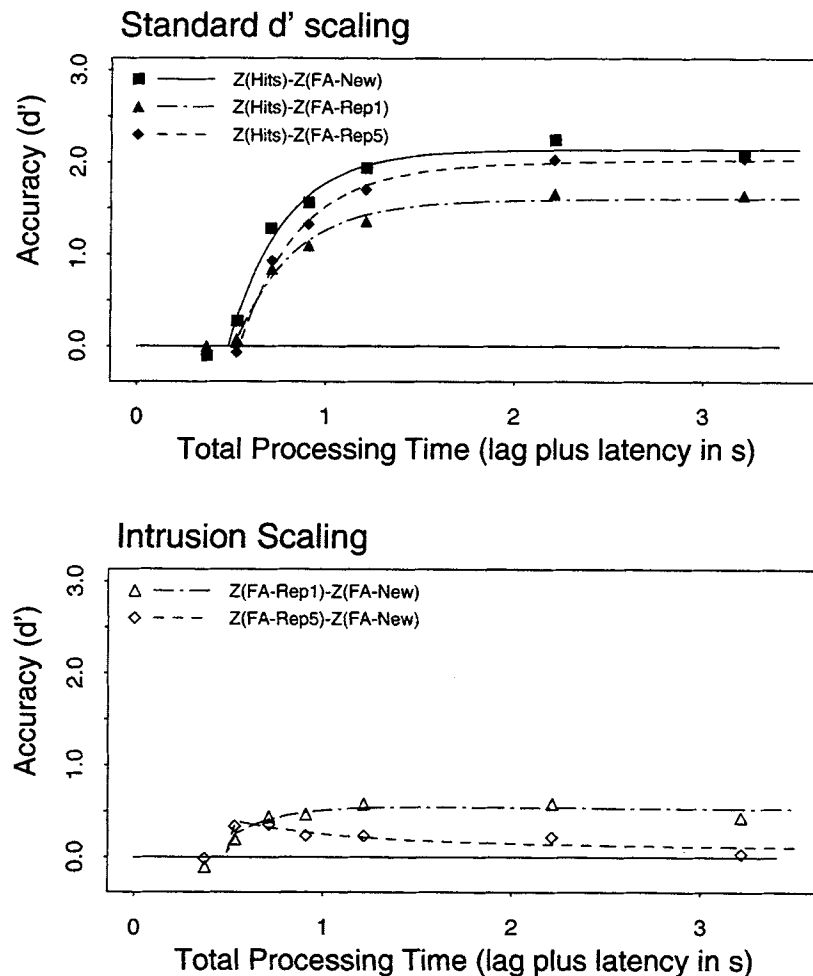 Standard d' scaling
Z(Hits)-Z(FA-New)
Z(Hits)-Z(FA-Rep1)
Z(Hits)-Z(FA-Rep5)
Accuracy (d')
3.0
2.0
1.0
0.0
0 1 2 3
Total Processing Time (lag plus latency in s)
Intrusion Scaling
Z(FA-Rep1)-Z(FA-New)
Z(FA-Rep5)-Z(FA-New)
Accuracy (d')
3.0
2.0
1.0
0.0
0 1 2 3
Total Processing Time (lag plus latency in s)